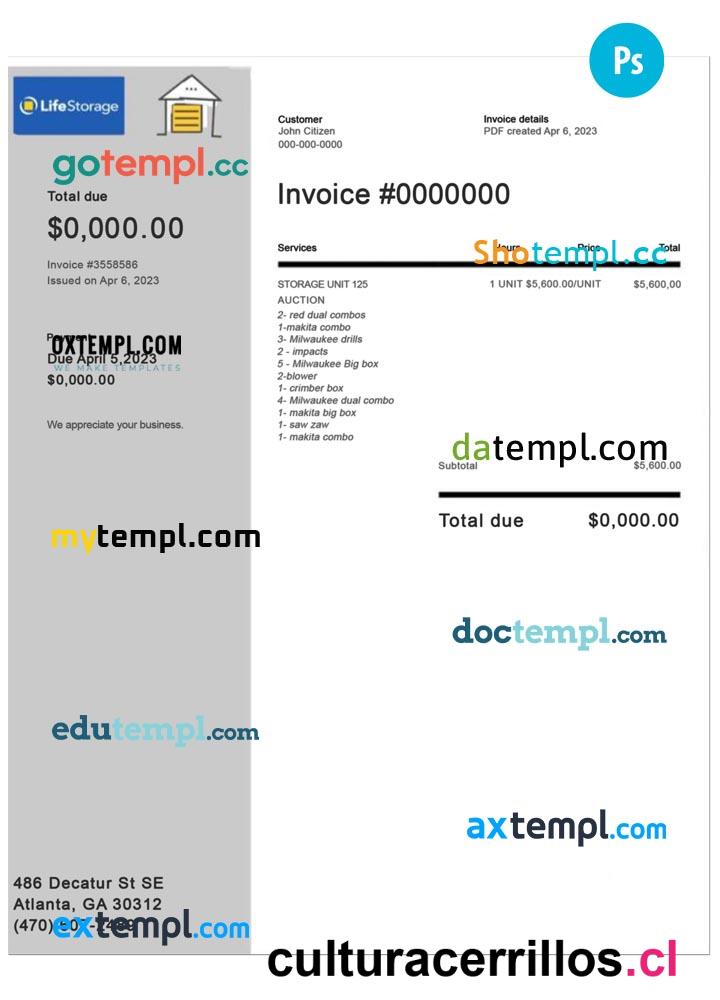 Ps
LifeStorage
gotempl.cc
Total due
$0,000.00
Invoice #3558586
Issued on Apr 6, 2023
OXTEMPL.COM
Due April 5,2023
WE MAKE TEMPLATES
$0,000.00
We appreciate your business.
mytempl.com
edutempl.com
486 Decatur St SE
Atlanta, GA 30312
(470)
extempl.com
Customer
John Citizen
000-000-0000
Invoice details
PDF created Apr 6, 2023
Invoice #0000000
Services Hours Price Total
Shotempl.cc
STORAGE UNIT 125 1 UNIT $5,600.00/UNIT $5,600,00
AUCTION
2- red dual combos
1-makita combo
3- Milwaukee drills
2 - impacts
5 - Milwaukee Big box
2-blower
1- crimber box
4- Milwaukee dual combo
1- makita big box
1- saw zaw
1- makita combo
datempl.com
Subtotal $5,600.00
Total due $0,000.00
doctempl.com
axtempl.com
culturacerrillos.cl